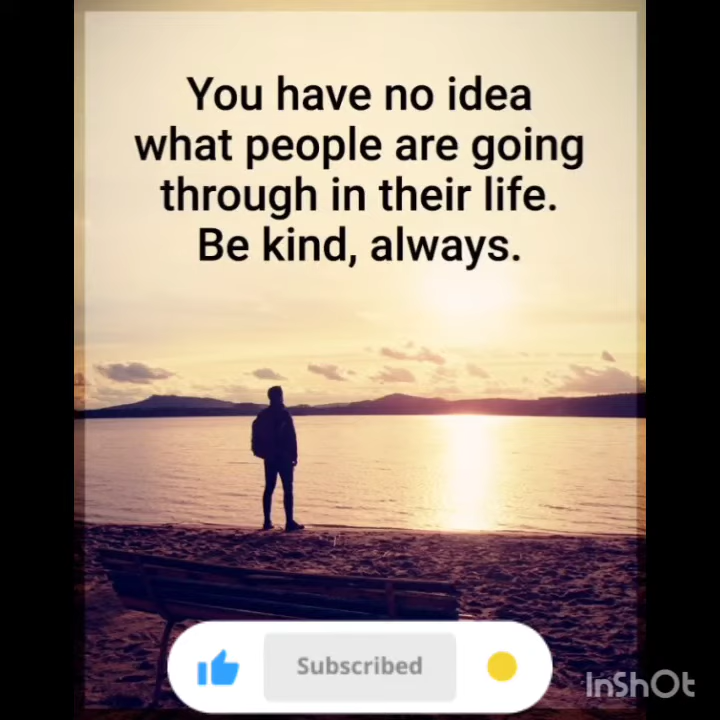 You have no idea
what people are going
through in their life.
Be kind, always.
Subscribed
InShOt